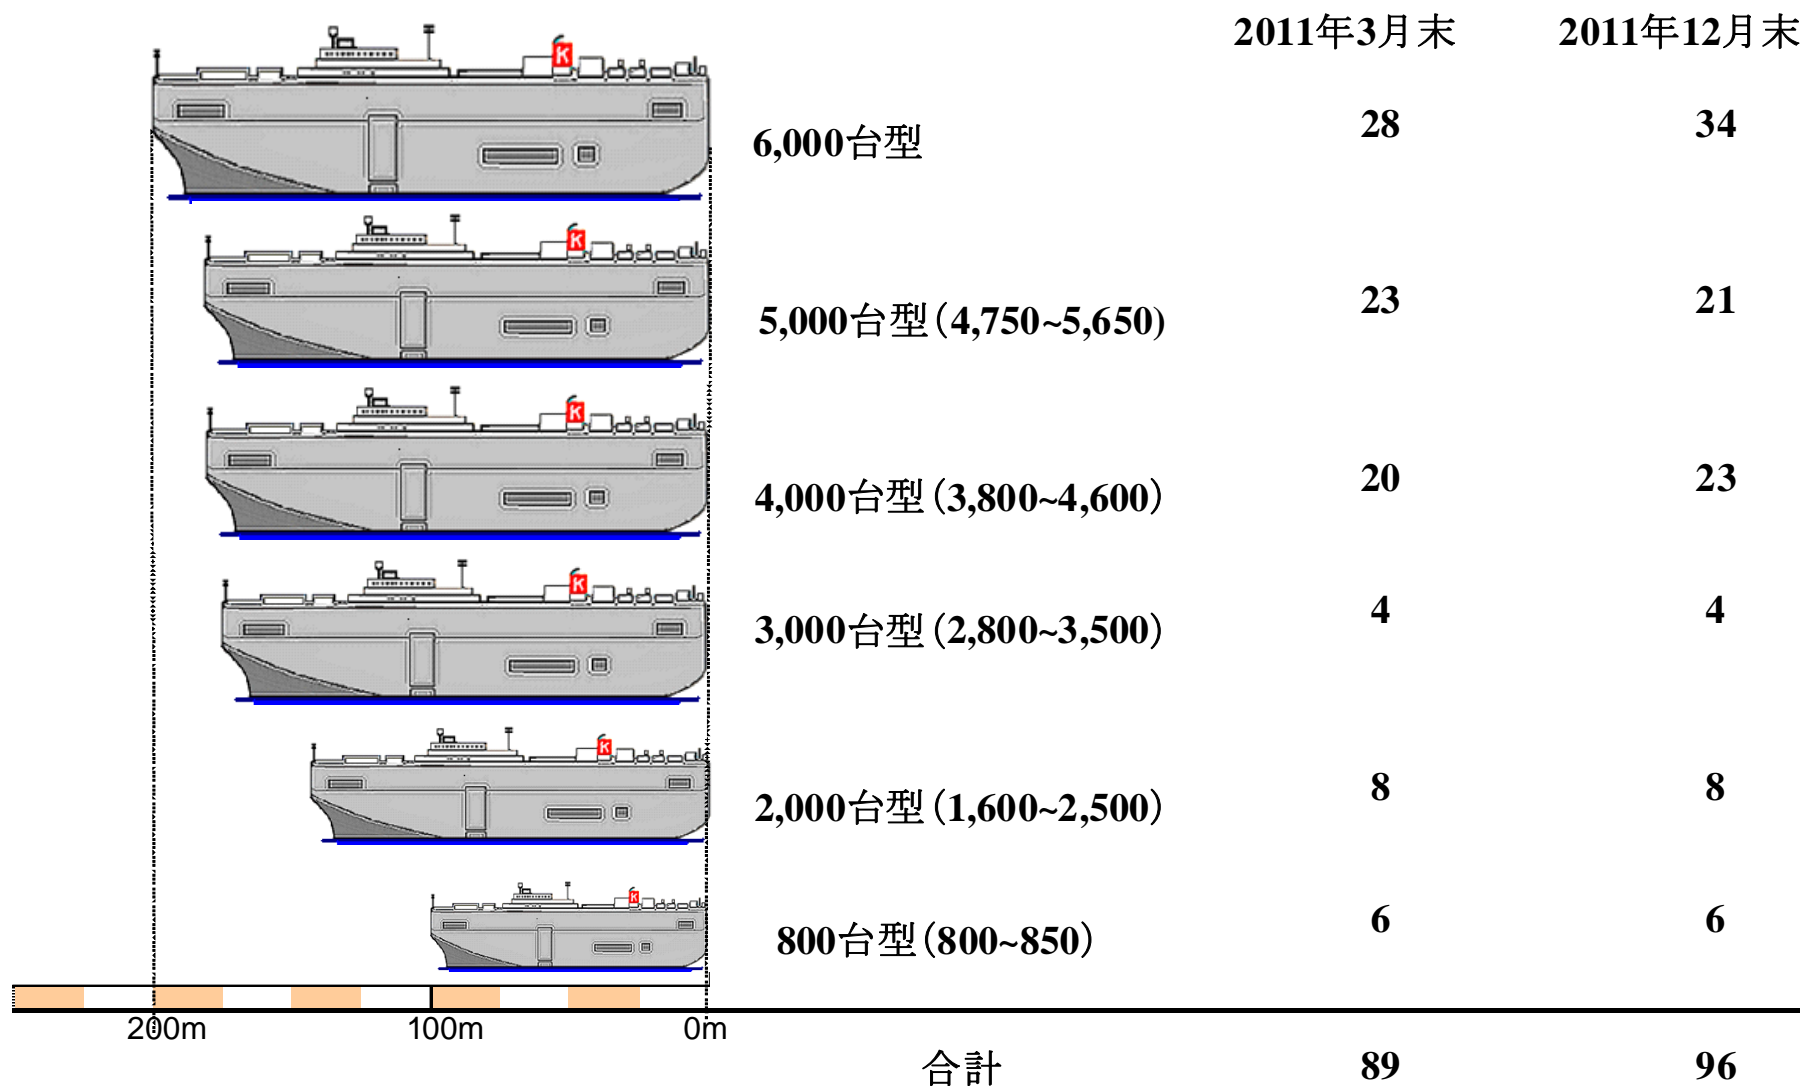 2011年3月末 2011年12月末
K
6,000台型 28 34
K
5,000台型(4,750~5,650) 23 21
K
4,000台型(3,800~4,600) 20 23
K
3,000台型(2,800~3,500) 4 4
K
2,000台型(1,600~2,500) 8 8
K
800台型(800~850) 6 6
200m 100m 0m
合計 89 96